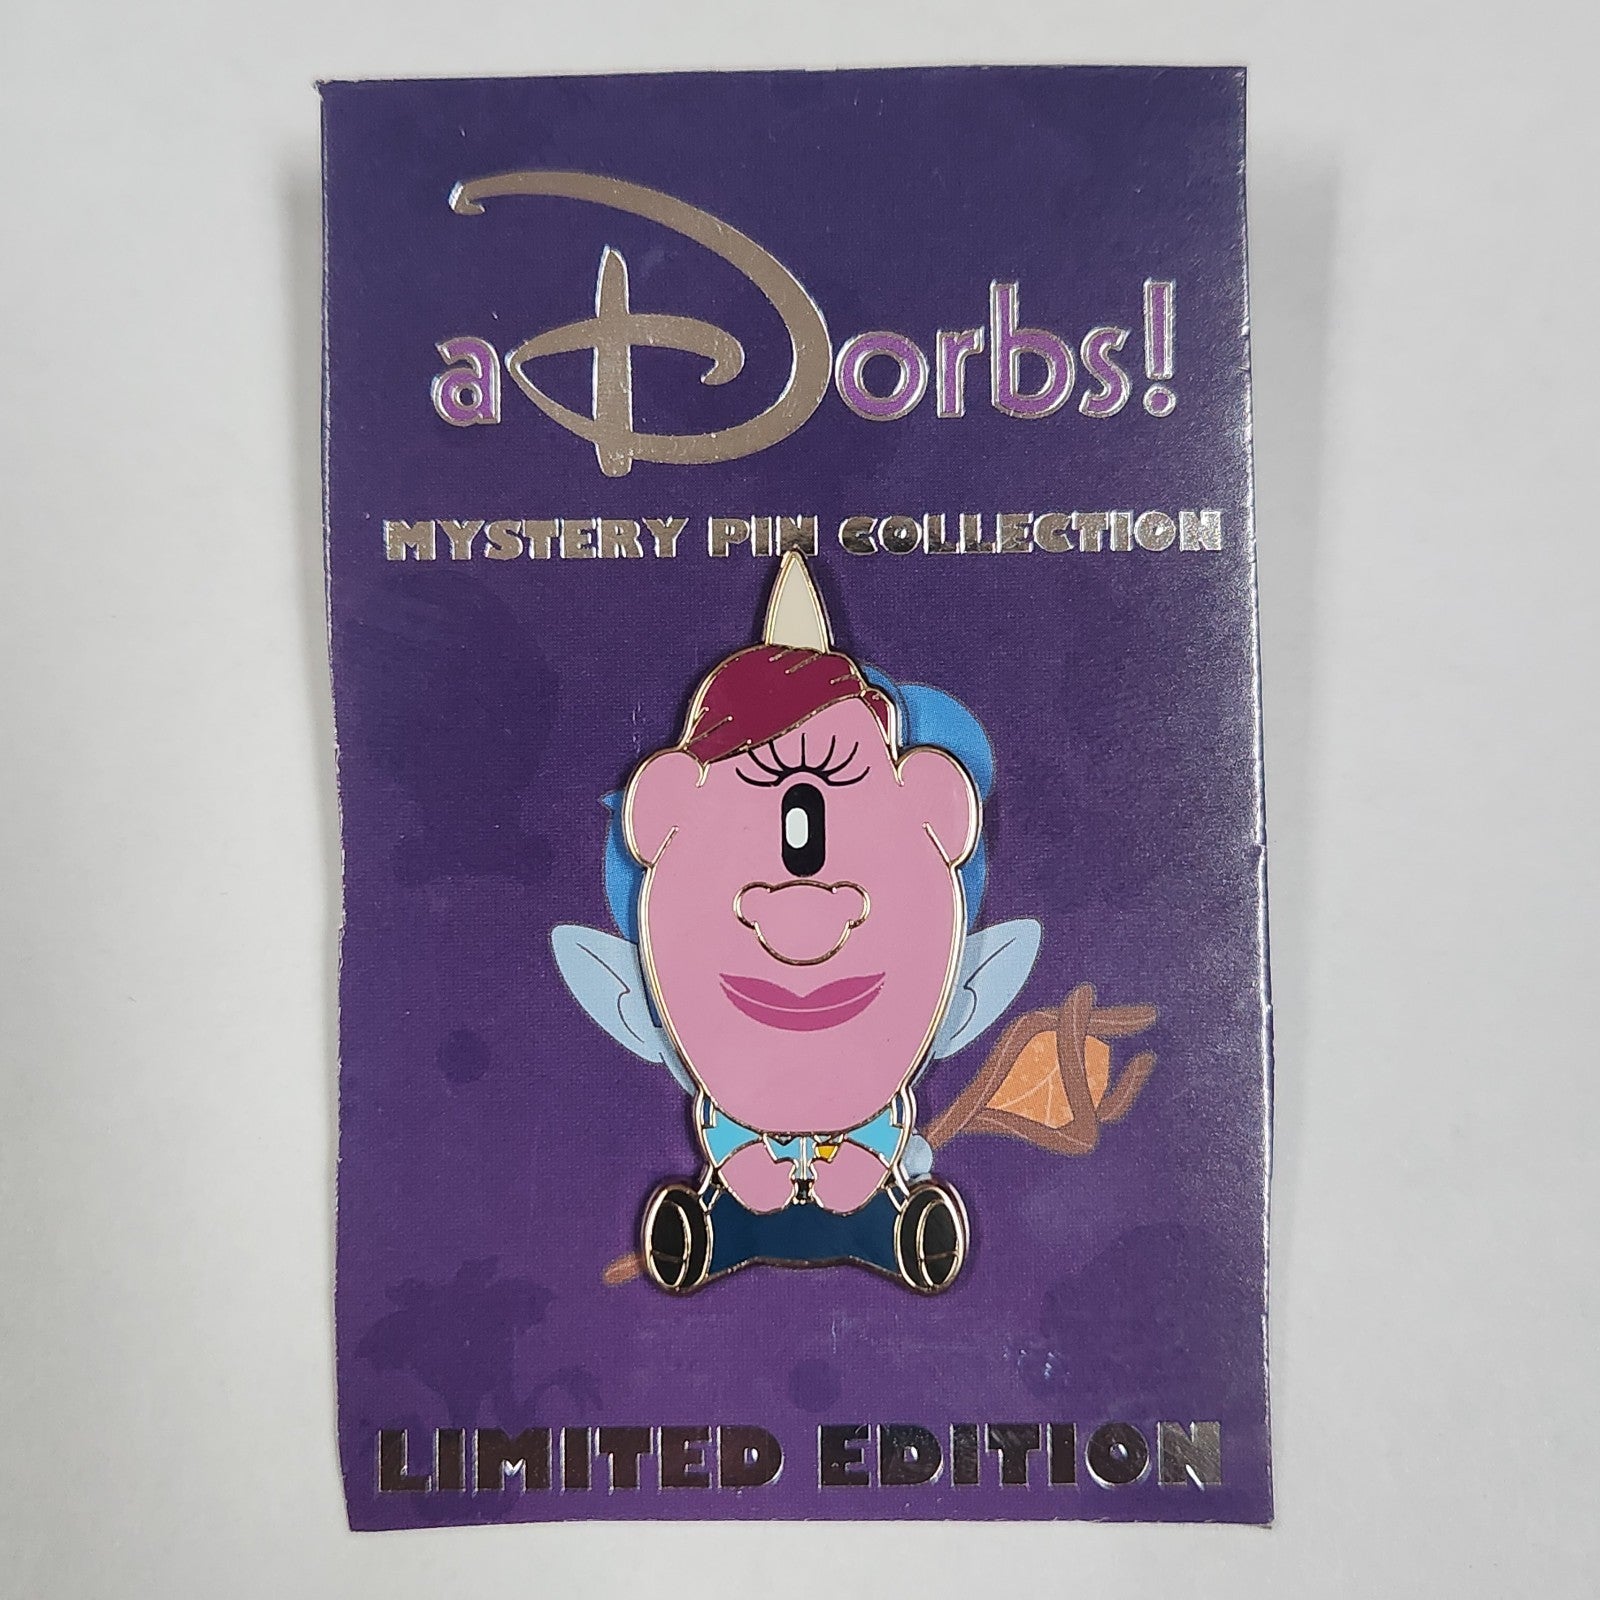 aDorbs!
MYSTERY PIN COLLECTION
LIMITED EDITION